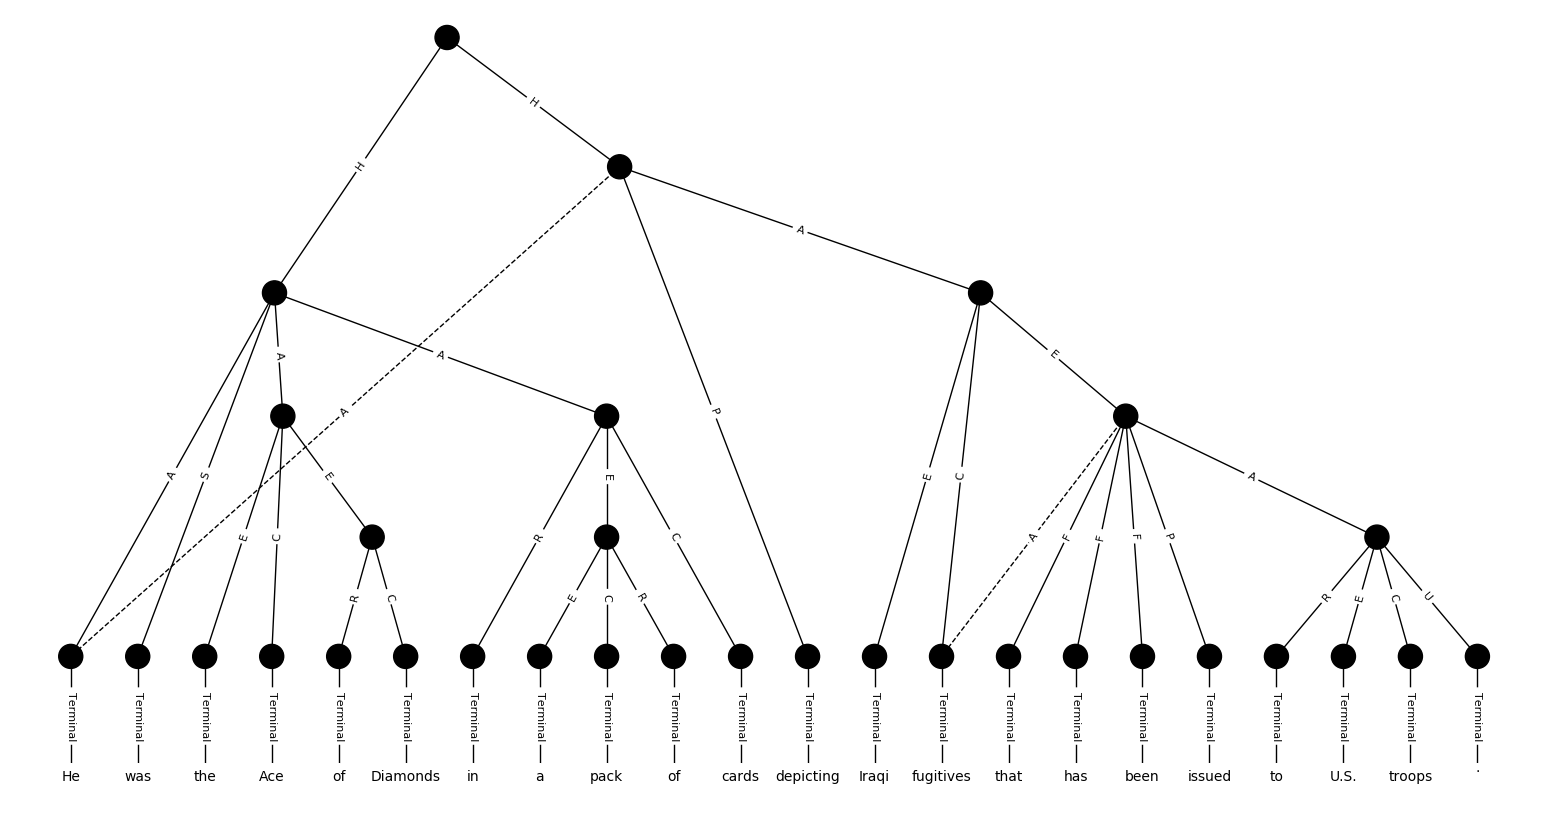 H
H
A
A
A
A
P
E
A
S
E
E
C
A
E
C
R
E
C
A
F
F
F
P
R
C
E
C
R
R
E
C
U
Terminal Terminal Terminal Terminal Terminal Terminal Terminal Terminal Terminal Terminal Terminal Terminal Terminal Terminal Terminal Terminal Terminal Terminal Terminal Terminal Terminal Terminal
He was the Ace of Diamonds in a pack of cards depicting Iraqi fugitives that has been issued to U.S. troops .